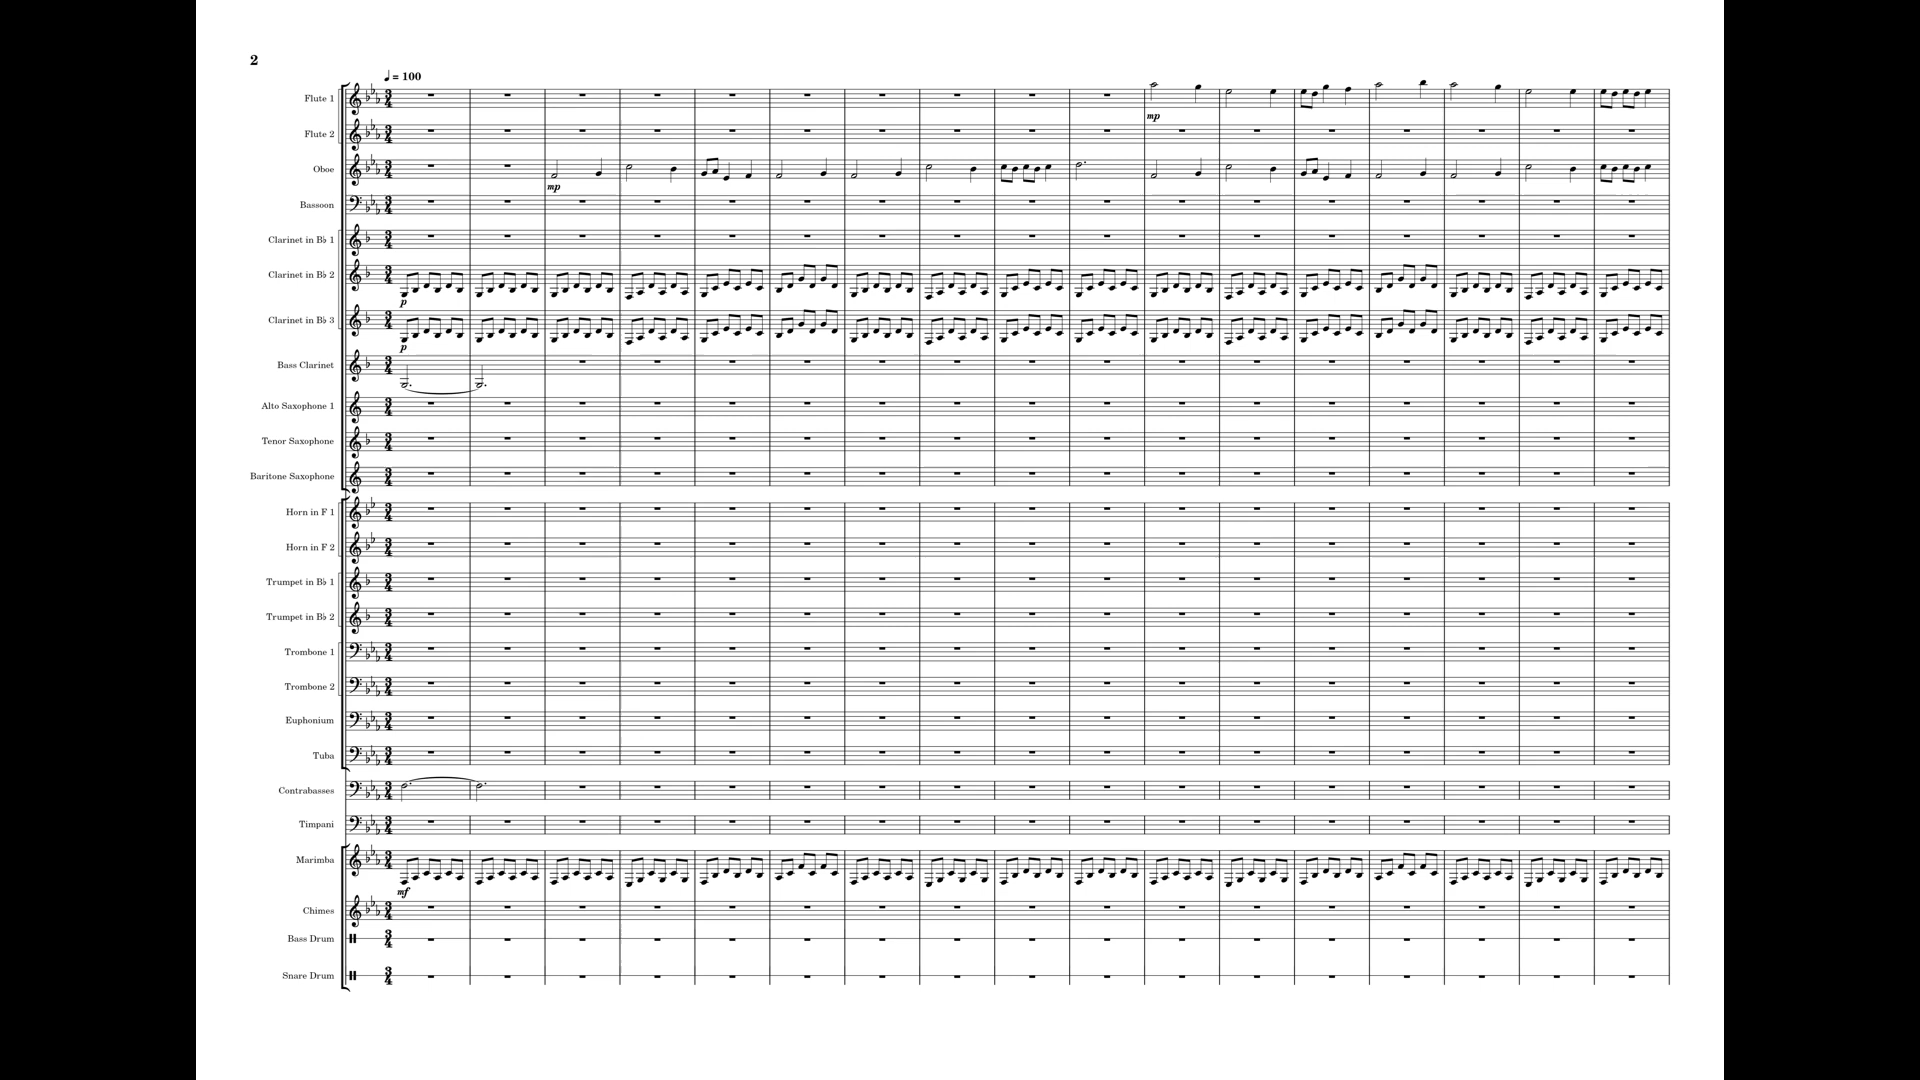 2
♩ = 100
Flute 1
mp
Flute 2
Oboe
mp
Bassoon
Clarinet in B♭ 1
Clarinet in B♭ 2
p
Clarinet in B♭ 3
p
Bass Clarinet
Alto Saxophone 1
Tenor Saxophone
Baritone Saxophone
Horn in F 1
Horn in F 2
Trumpet in B♭ 1
Trumpet in B♭ 2
Trombone 1
Trombone 2
Euphonium
Tuba
Contrabasses
Timpani
Marimba
mf
Chimes
Bass Drum
Snare Drum